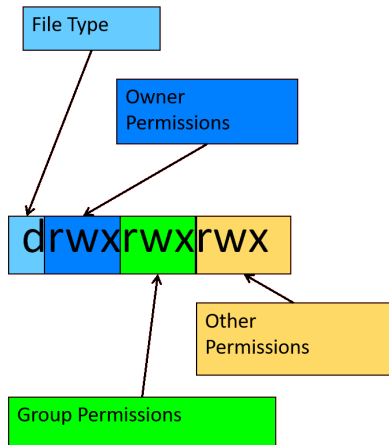 File Type
Owner
Permissions
drwxrwxrwx
Other
Permissions
Group Permissions